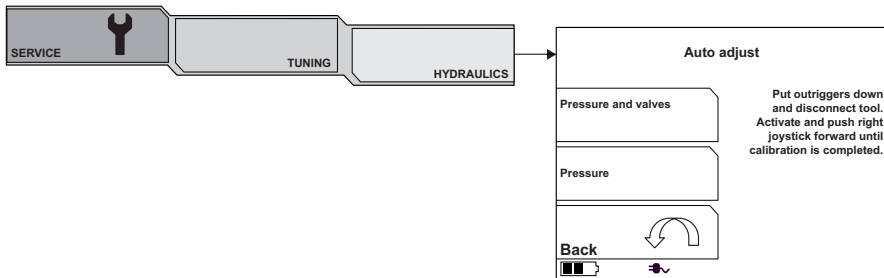 SERVICE
TUNING
HYDRAULICS
Auto adjust
Pressure and valves
Put outriggers down
and disconnect tool.
Activate and push right
joystick forward until
calibration is completed.
Pressure
Back